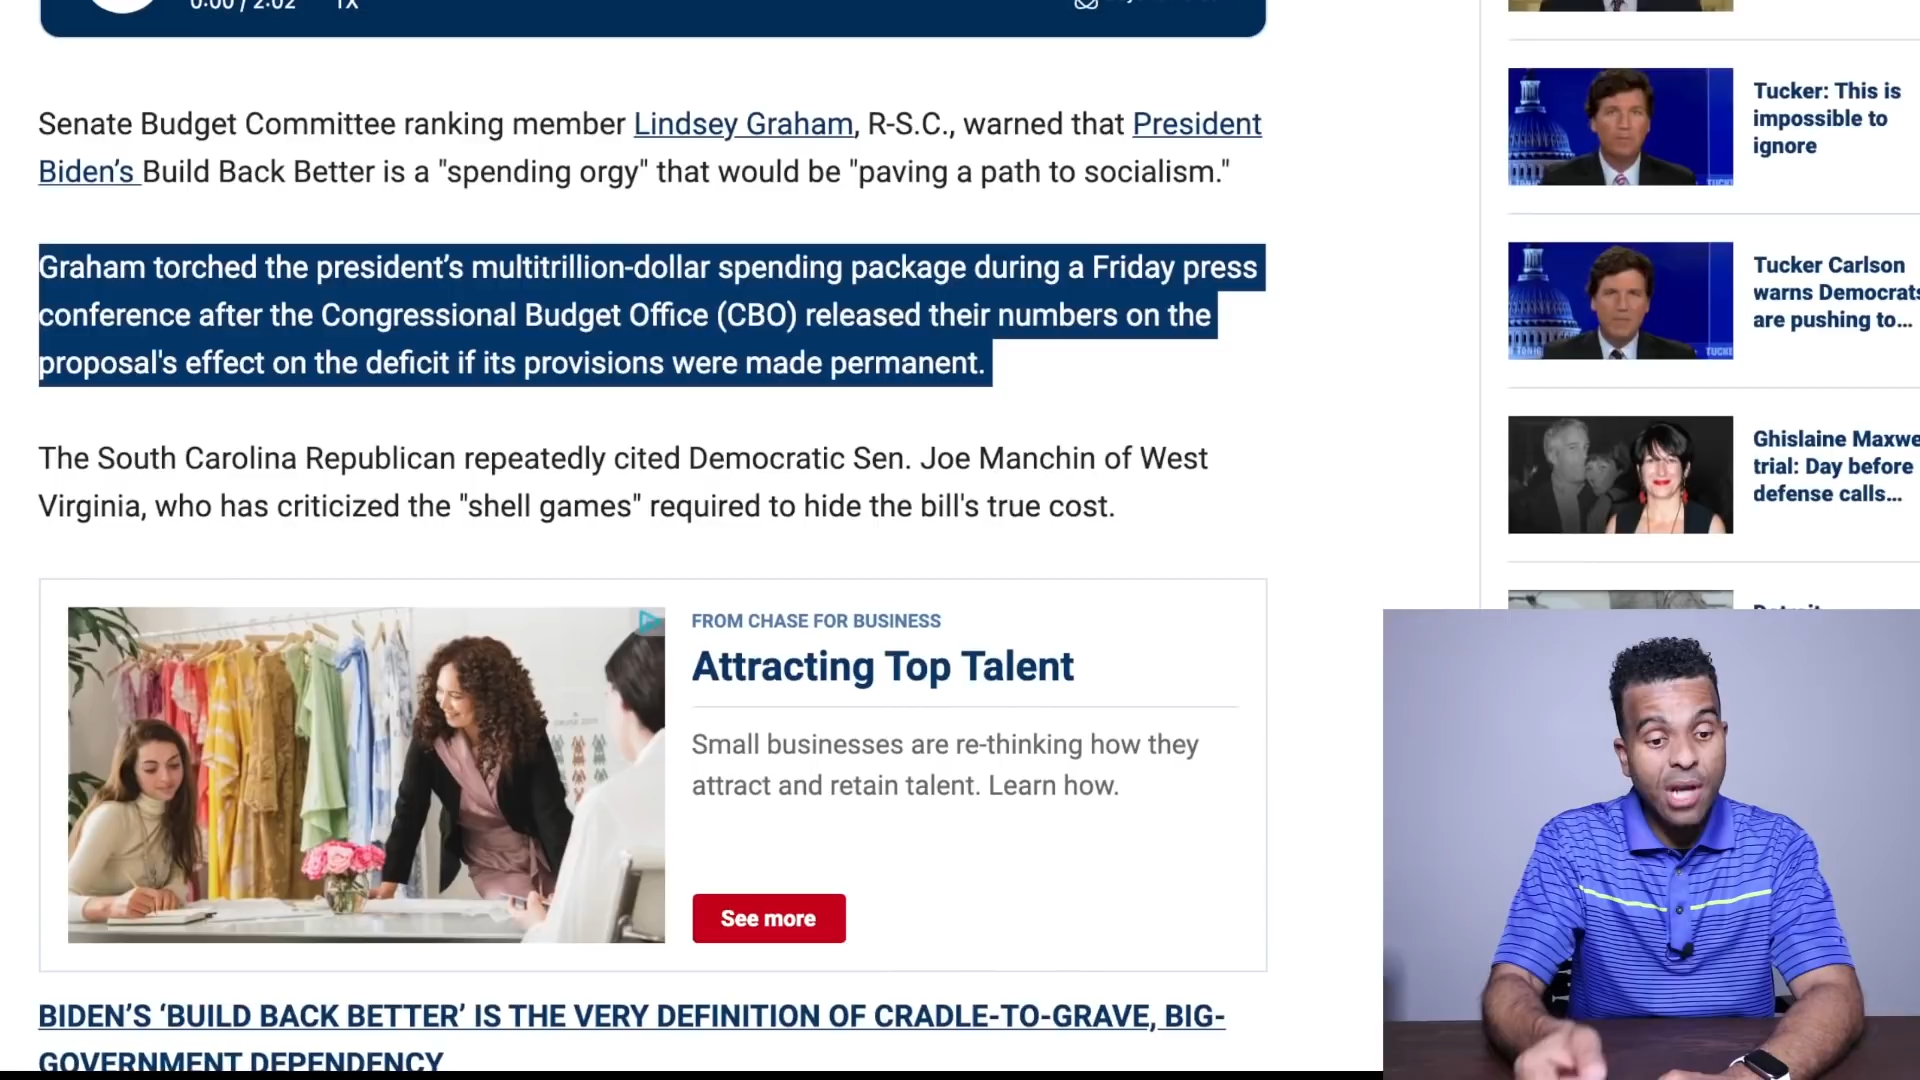 0:00 / 2:02 1X
Senate Budget Committee ranking member Lindsey Graham, R-S.C., warned that President
Biden’s Build Back Better is a "spending orgy" that would be "paving a path to socialism."
Graham torched the president’s multitrillion-dollar spending package during a Friday press
conference after the Congressional Budget Office (CBO) released their numbers on the
proposal's effect on the deficit if its provisions were made permanent.
The South Carolina Republican repeatedly cited Democratic Sen. Joe Manchin of West
Virginia, who has criticized the "shell games" required to hide the bill's true cost.
FROM CHASE FOR BUSINESS
Attracting Top Talent
Small businesses are re-thinking how they
attract and retain talent. Learn how.
See more
BIDEN’S ‘BUILD BACK BETTER’ IS THE VERY DEFINITION OF CRADLE-TO-GRAVE, BIG-
GOVERNMENT DEPENDENCY
Tucker: This is
impossible to
ignore
Tucker Carlson
warns Democrats
are pushing to...
Ghislaine Maxwe
trial: Day before
defense calls...